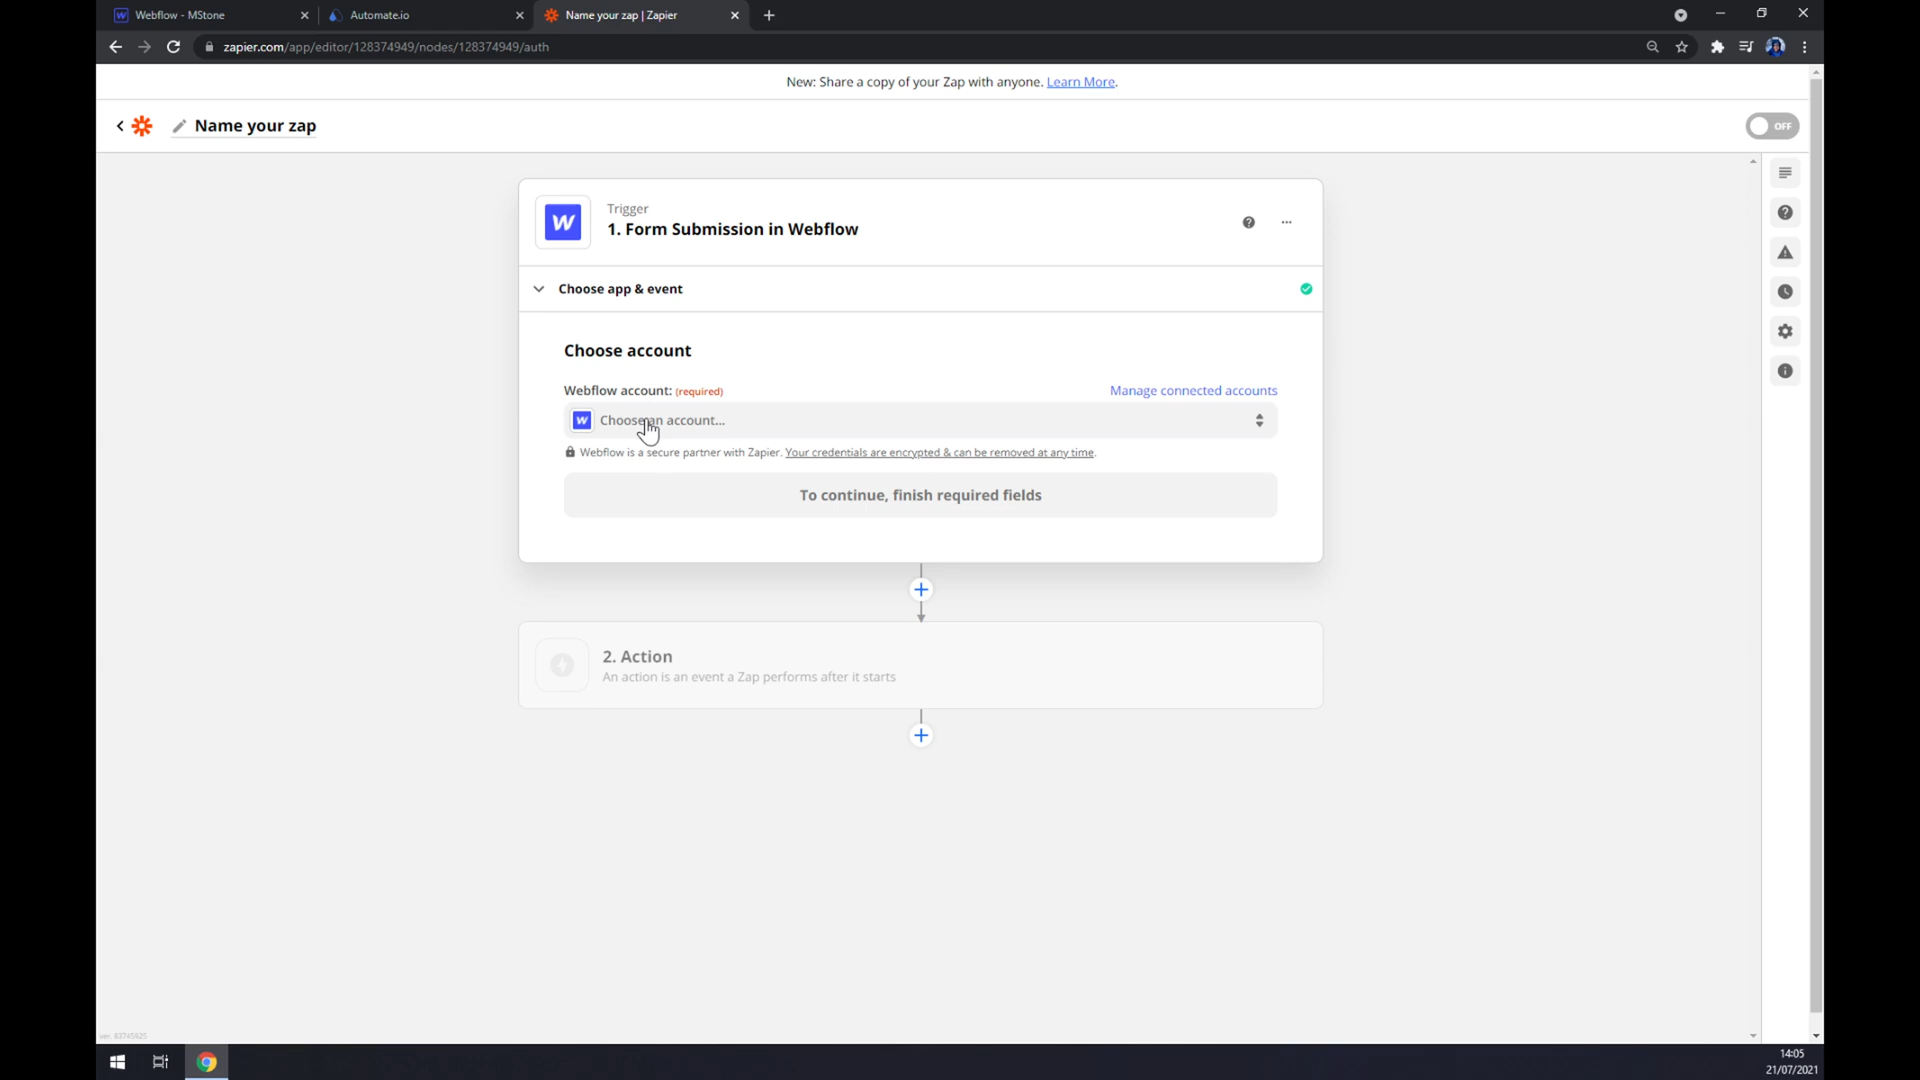 Webflow - MStone
Automate.io
Name your zap | Zapier
zapier.com/app/editor/128374949/nodes/128374949/auth
New: Share a copy of your Zap with anyone. Learn More.
Name your zap
OFF
Trigger
1. Form Submission in Webflow
Choose app & event
Choose account
Webflow account: (required)
Manage connected accounts
Choose an account...
Webflow is a secure partner with Zapier. Your credentials are encrypted & can be removed at any time.
To continue, finish required fields
2. Action
An action is an event a Zap performs after it starts
ver. 83745925
14:05
21/07/2021